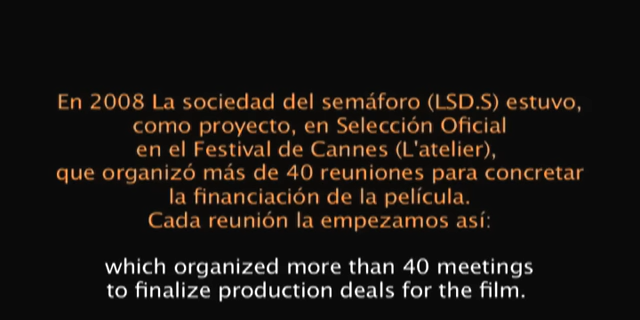 En 2008 La sociedad del semáforo (LSD.S) estuvo,
como proyecto, en Selección Oficial
en el Festival de Cannes (L'atelier),
que organizó más de 40 reuniones para concretar
la financiación de la película.
Cada reunión la empezamos así:
which organized more than 40 meetings
to finalize production deals for the film.